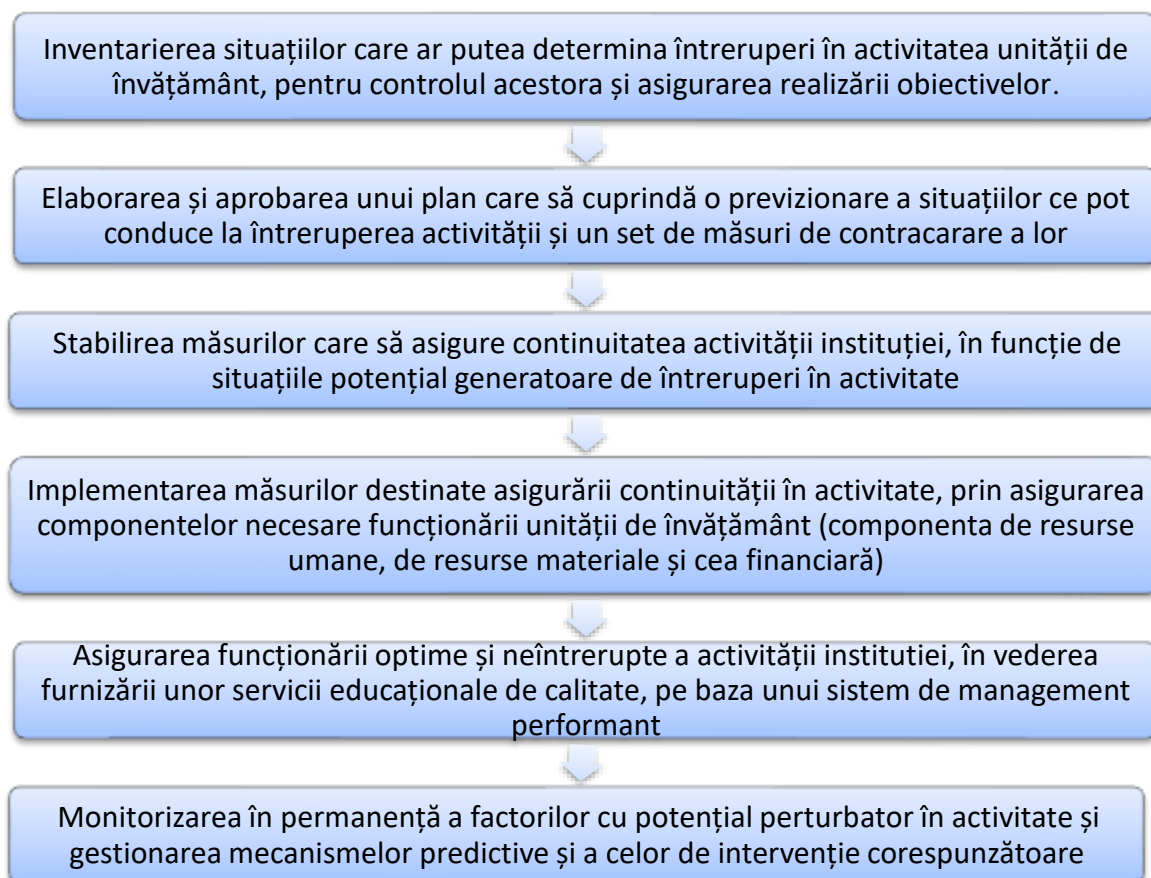 Inventarierea situațiilor care ar putea determina întreruperi în activitatea unității de
învățământ, pentru controlul acestora și asigurarea realizării obiectivelor.
Elaborarea și aprobarea unui plan care să cuprindă o previzionare a situațiilor ce pot
conduce la întreruperea activității și un set de măsuri de contracarare a lor
Stabilirea măsurilor care să asigure continuitatea activității instituției, în funcție de
situațiile potențial generatoare de întreruperi în activitate
Implementarea măsurilor destinate asigurării continuității în activitate, prin asigurarea
componentelor necesare funcționării unității de învățământ (componenta de resurse
umane, de resurse materiale și cea financiară)
Asigurarea funcționării optime și neîntrerupte a activității institutiei, în vederea
furnizării unor servicii educaționale de calitate, pe baza unui sistem de management
performant
Monitorizarea în permanență a factorilor cu potențial perturbator în activitate și
gestionarea mecanismelor predictive și a celor de intervenție corespunzătoare